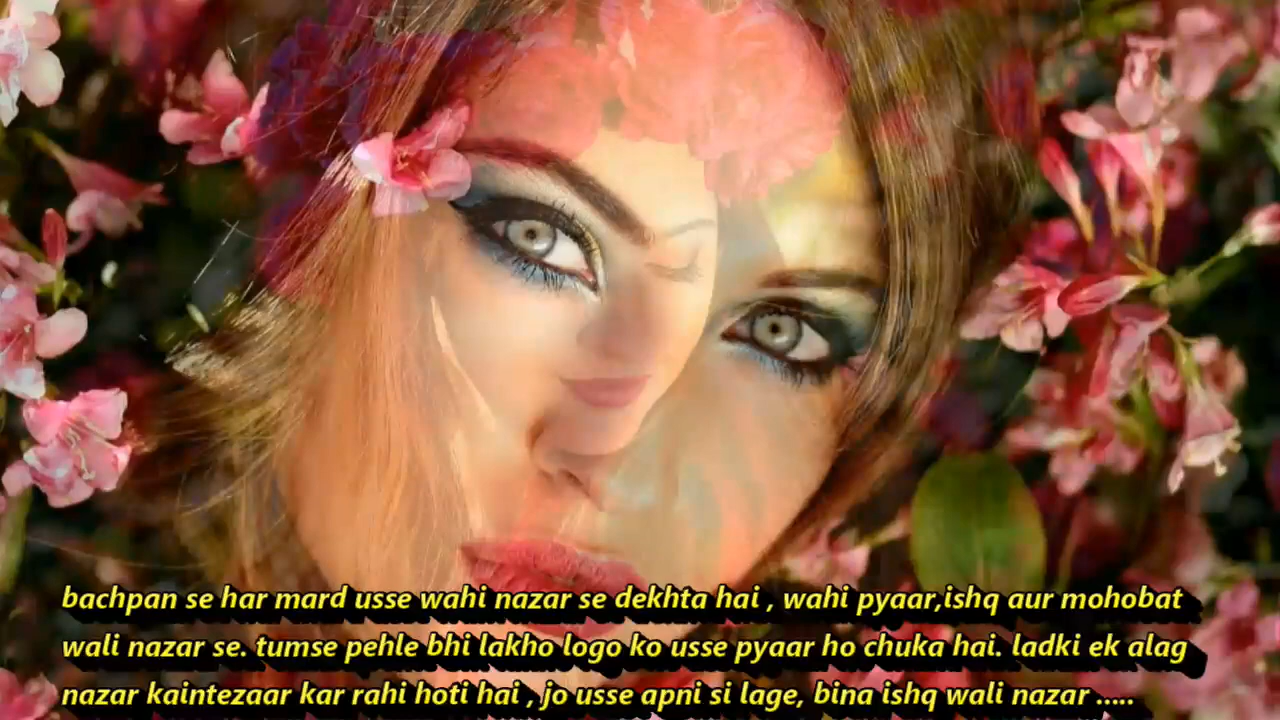 bachpan se har mard usse wahi nazar se dekhta hai , wahi pyaar,ishq aur mohobat
wali nazar se. tumse pehle bhi lakho logo ko usse pyaar ho chuka hai. ladki ek alag
nazar kaintezaar kar rahi hoti hai , jo usse apni si lage, bina ishq wali nazar .....